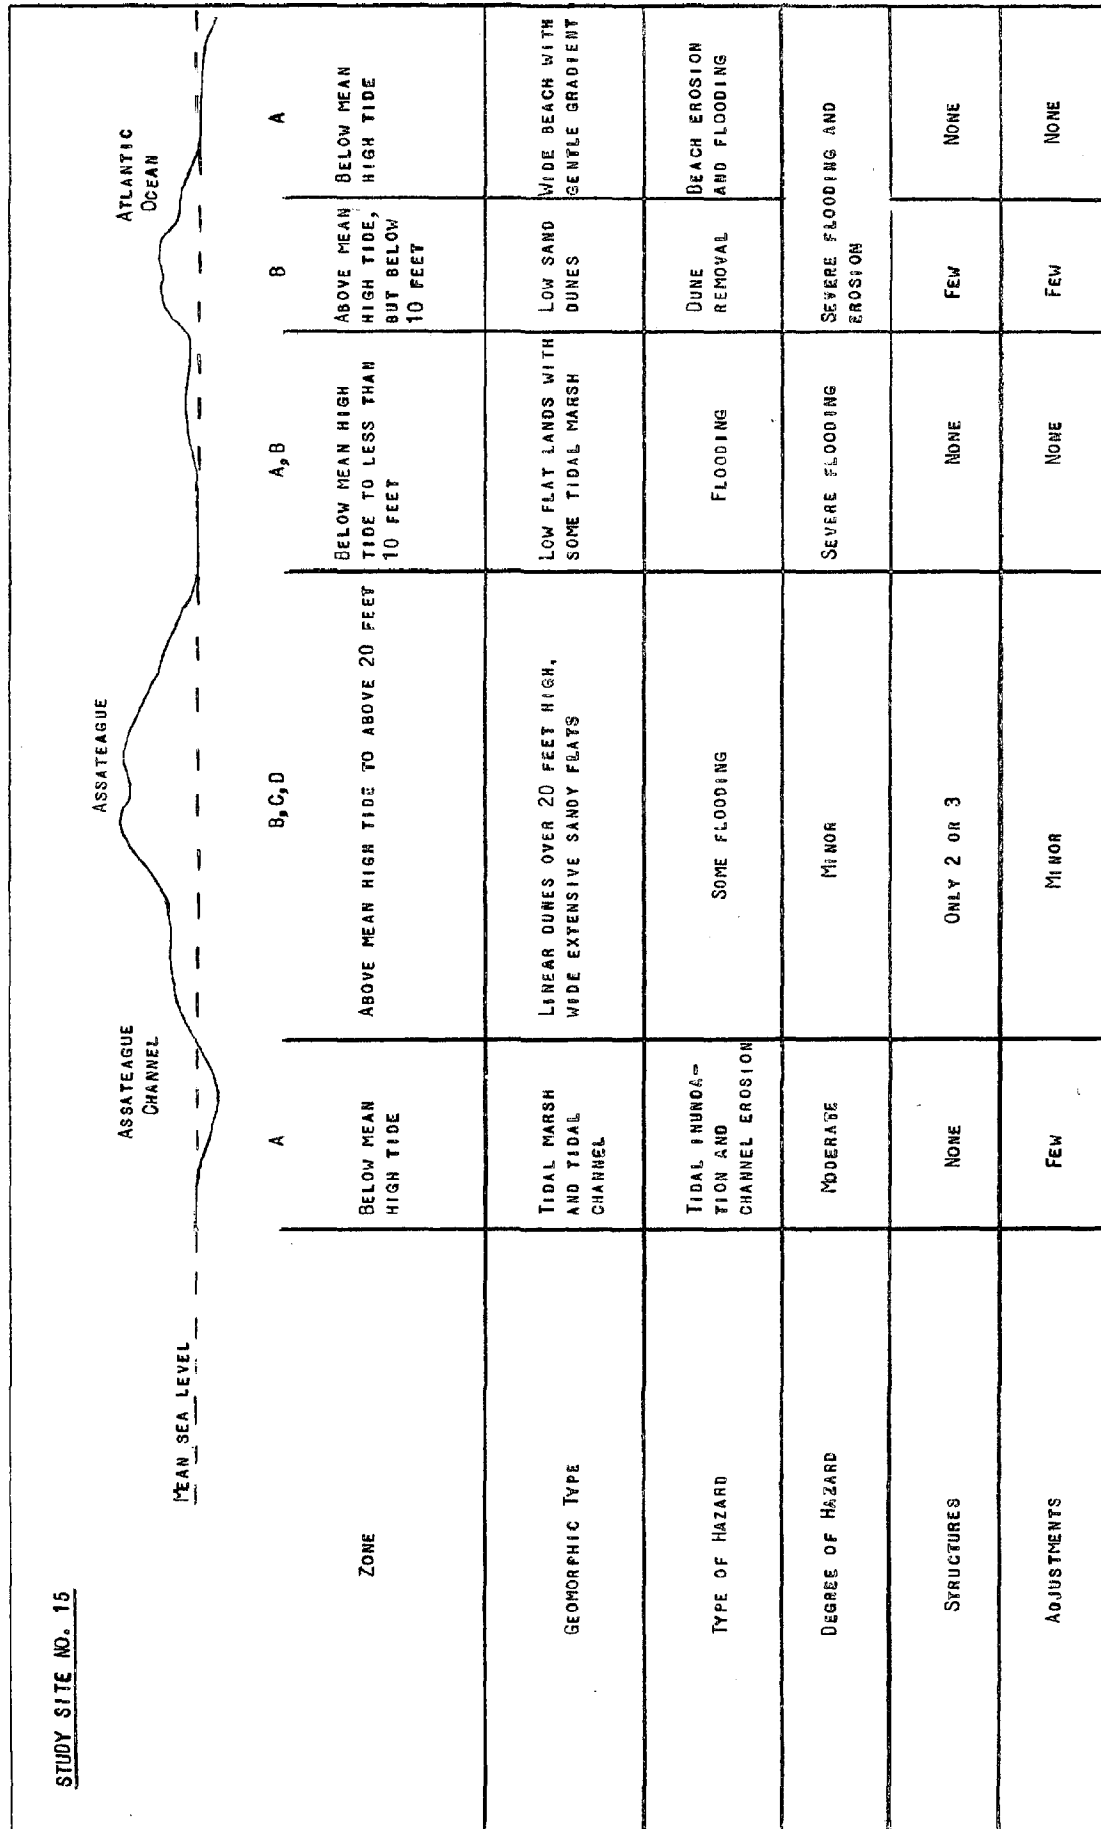 STUDY SITE NO. 15
MEAN SEA LEVEL
ASSATEAGUE
CHANNEL
ASSATEAGUE
ATLANTIC
OCEAN
ZONE
A
BELOW MEAN
HIGH TIDE
B,C,D
ABOVE MEAN HIGH TIDE TO ABOVE 20 FEET
A,B
BELOW MEAN HIGH
TIDE TO LESS THAN
10 FEET
B
ABOVE MEAN
HIGH TIDE,
BUT BELOW
10 FEET
A
BELOW MEAN
HIGH TIDE
GEOMORPHIC TYPE
TIDAL MARSH
AND TIDAL
CHANNEL
LINEAR DUNES OVER 20 FEET HIGH,
WIDE EXTENSIVE SANDY FLATS
LOW FLAT LANDS WITH
SOME TIDAL MARSH
LOW SAND
DUNES
WIDE BEACH WITH
GENTLE GRADIENT
TYPE OF HAZARD
TIDAL INUNDA-
TION AND
CHANNEL EROSION
SOME FLOODING
FLOODING
DUNE
REMOVAL
BEACH EROSION
AND FLOODING
DEGREE OF HAZARD
MODERATE
MINOR
SEVERE FLOODING
SEVERE FLOODING AND
EROSION
STRUCTURES
NONE
ONLY 2 OR 3
NONE
FEW
NONE
ADJUSTMENTS
FEW
MINOR
NONE
FEW
NONE